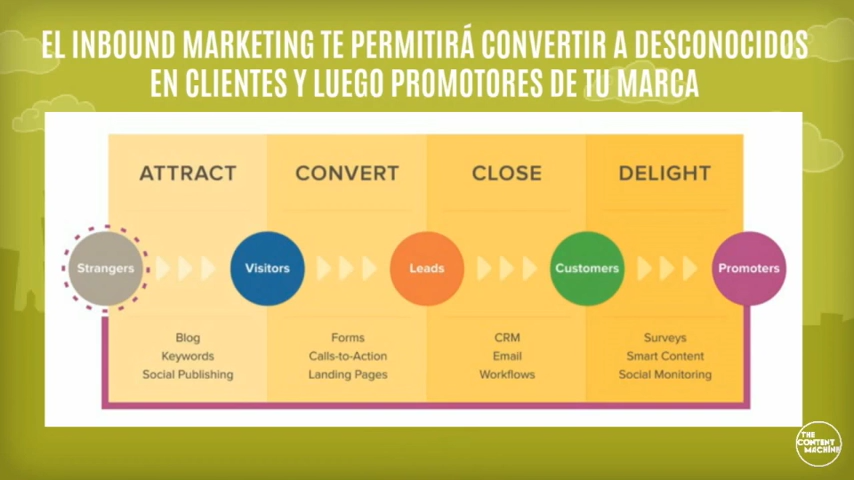 EL INBOUND MARKETING TE PERMITIRÁ CONVERTIR A DESCONOCIDOS
EN CLIENTES Y LUEGO PROMOTORES DE TU MARCA
ATTRACT
CONVERT
CLOSE
DELIGHT
Strangers
Visitors
Leads
Customers
Promoters
Blog
Keywords
Social Publishing
Forms
Calls-to-Action
Landing Pages
CRM
Email
Workflows
Surveys
Smart Content
Social Monitoring
THE
CONTENT
MACHINE